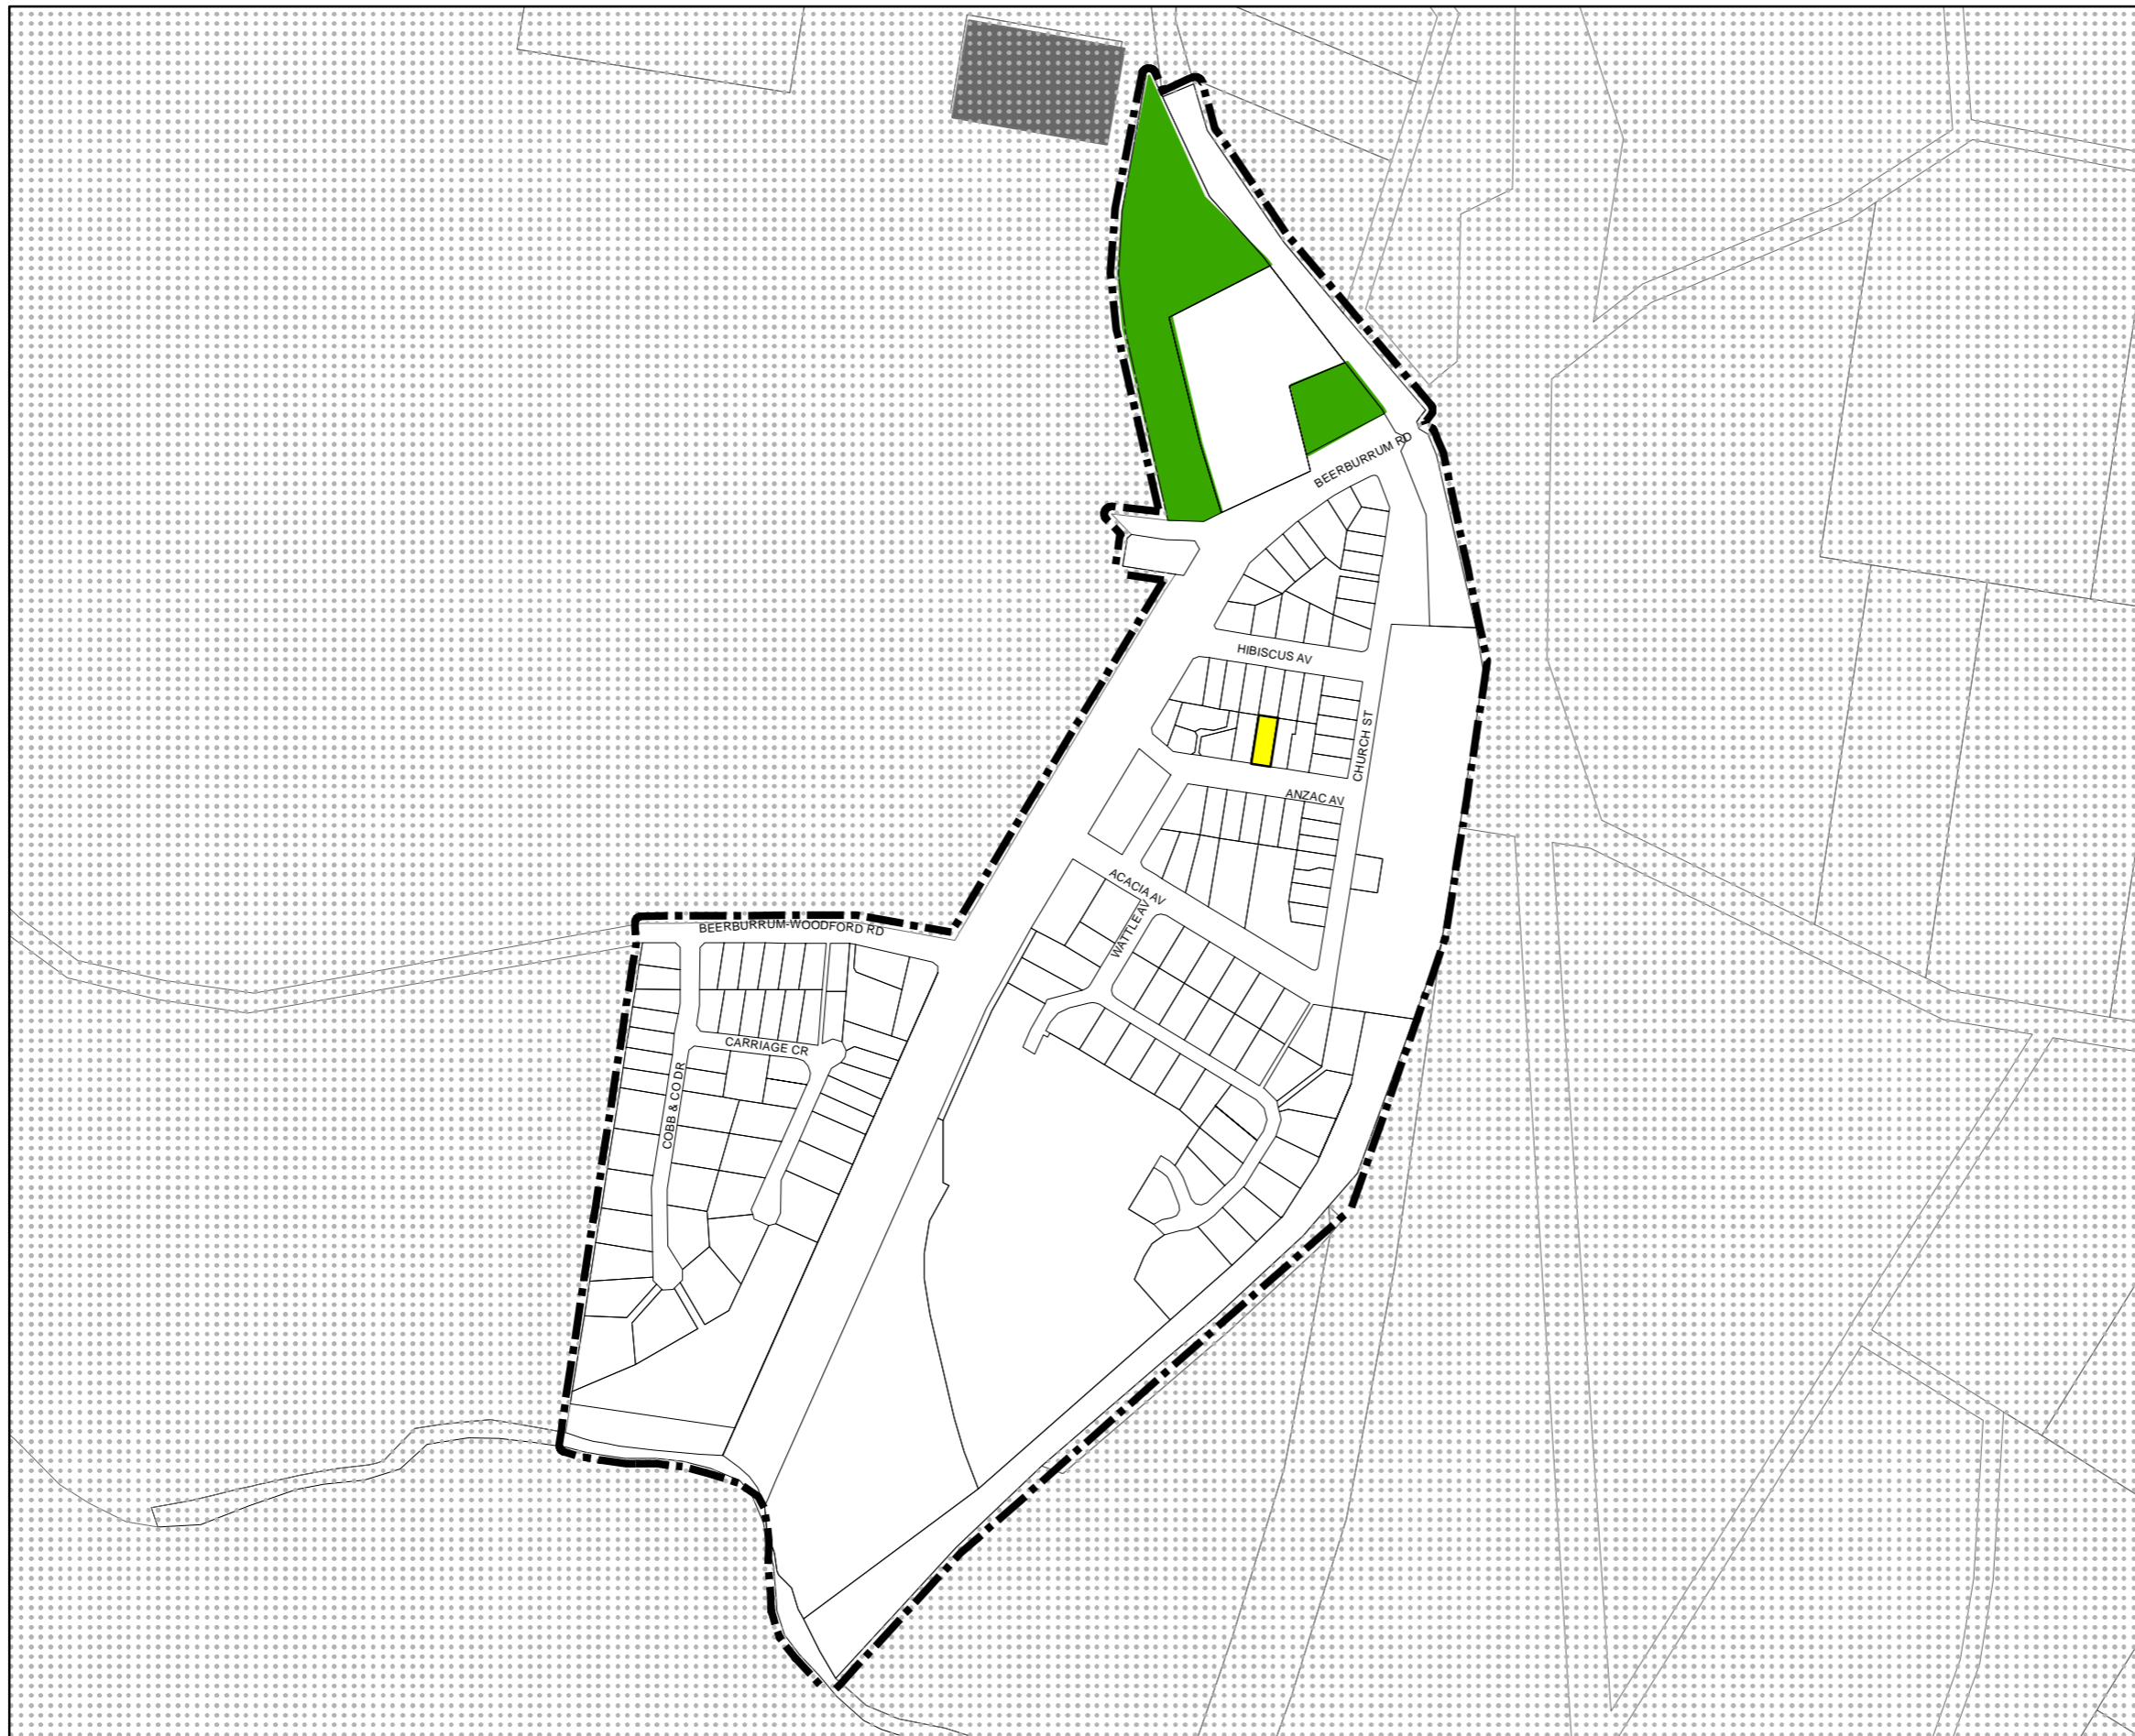 BEERBURRUM RD
HIBISCUS AV
CHURCH ST
ANZAC AV
ACACIA AV
WATTLE AV
BEERBURRUM-WOODFORD RD
CARRIAGE CR
COBB & CO DR